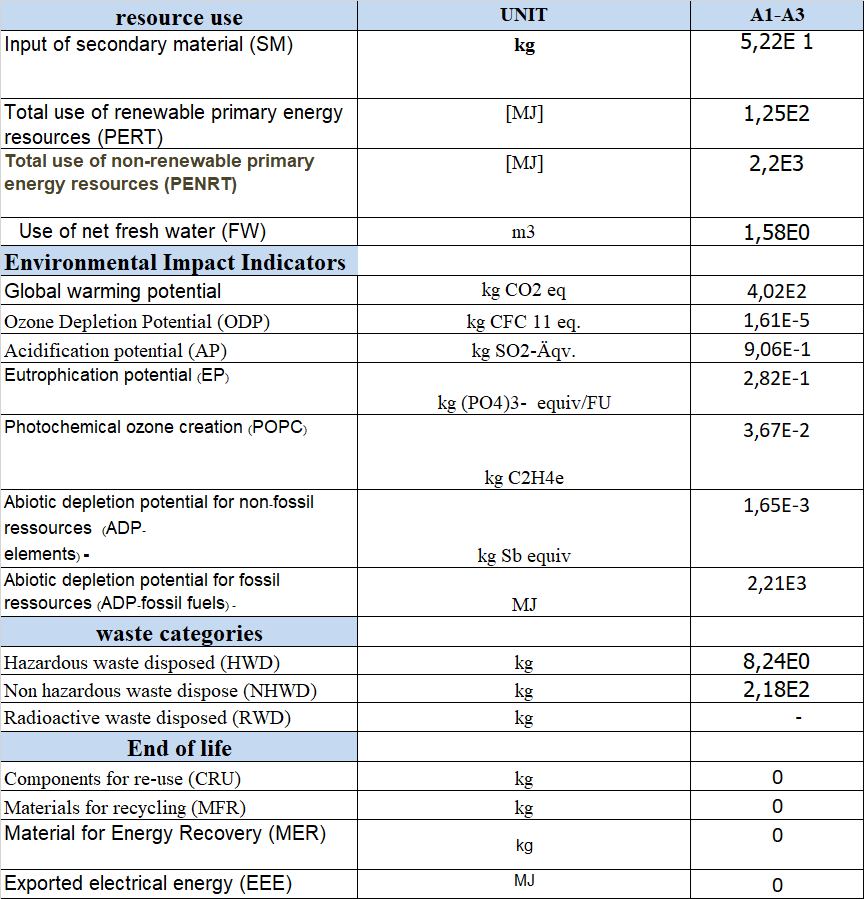 resource use UNIT A1-A3
Input of secondary material (SM) kg 5,22E 1
Total use of renewable primary energy [MJ] 1,25E2
resources (PERT)
Total use of non-renewable primary [MJ] 2,2E3
energy resources (PENRT)
Use of net fresh water (FW) m3 1,58E0
Environmental Impact Indicators
Global warming potential kg CO2 eq 4,02E2
Ozone Depletion Potential (ODP) kg CFC 11 eq. 1,61E-5
Acidification potential (AP) kg SO2-Äqv. 9,06E-1
Eutrophication potential (EP) 2,82E-1
kg (PO4)3- equiv/FU
Photochemical ozone creation (POPC) 3,67E-2
kg C2H4e
Abiotic depletion potential for non-fossil 1,65E-3
ressources (ADP-
elements) - kg Sb equiv
Abiotic depletion potential for fossil 2,21E3
ressources (ADP-fossil fuels) - MJ
waste categories
Hazardous waste disposed (HWD) kg 8,24E0
Non hazardous waste dispose (NHWD) kg 2,18E2
Radioactive waste disposed (RWD) kg -
End of life
Components for re-use (CRU) kg 0
Materials for recycling (MFR) kg 0
Material for Energy Recovery (MER) 0
kg
Exported electrical energy (EEE) MJ 0